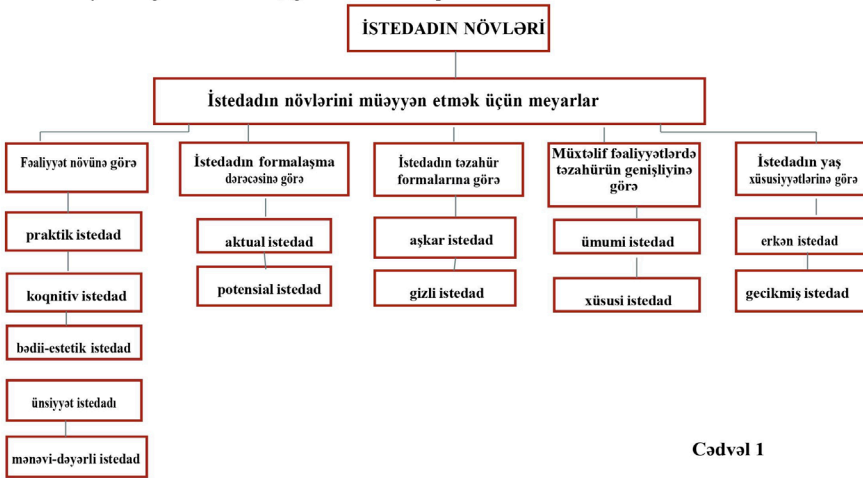 İSTEDADIN NÖVLƏRİ
İstedadın növlərini müəyyən etmək üçün meyarlar
Fəaliyyət növünə görə
praktik istedad
koqnitiv istedad
bədii-estetik istedad
ünsiyyət istedadı
mənəvi-dəyərli istedad
İstedadın formalaşma
dərəcəsinə görə
aktual istedad
potensial istedad
İstedadın təzahür
formalarına görə
aşkar istedad
gizli istedad
Müxtəlif fəaliyyətlərdə
təzahürün genişliyinə
görə
ümumi istedad
xüsusi istedad
İstedadın yaş
xüsusiyyətlərinə görə
erkən istedad
gecikmiş istedad
Cədvəl 1